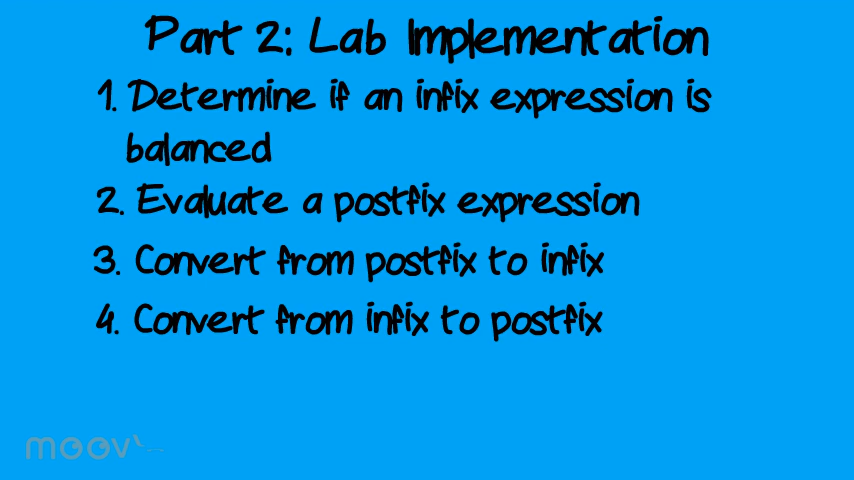 Part 2: Lab Implementation
1. Determine if an infix expression is
balanced
2. Evaluate a postfix expression
3. Convert from postfix to infix
4. Convert from infix to postfix